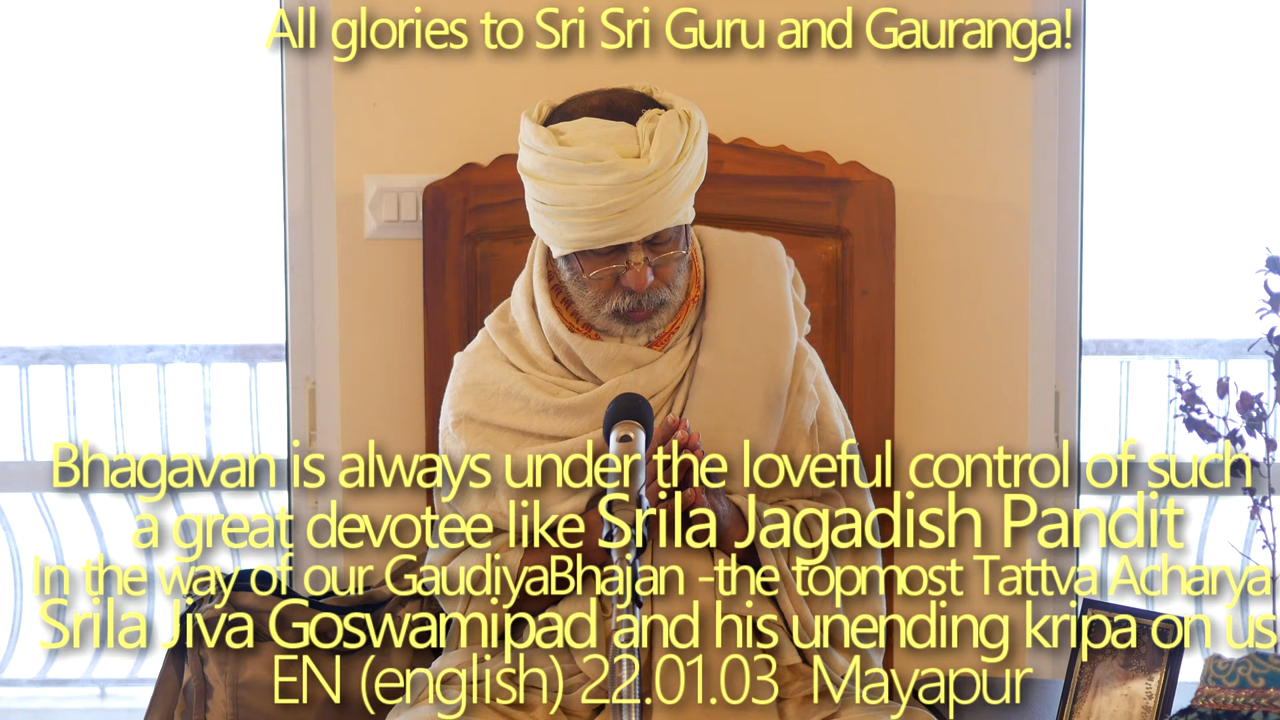 All glories to Sri Sri Guru and Gauranga!
Bhagavan is always under the loveful control of such
a great devotee like Srila Jagadish Pandit
In the way of our GaudiyaBhajan -the topmost Tattva Acharya
Srila Jiva Goswamipad and his unending kripa on us
EN (english) 22.01.03 Mayapur